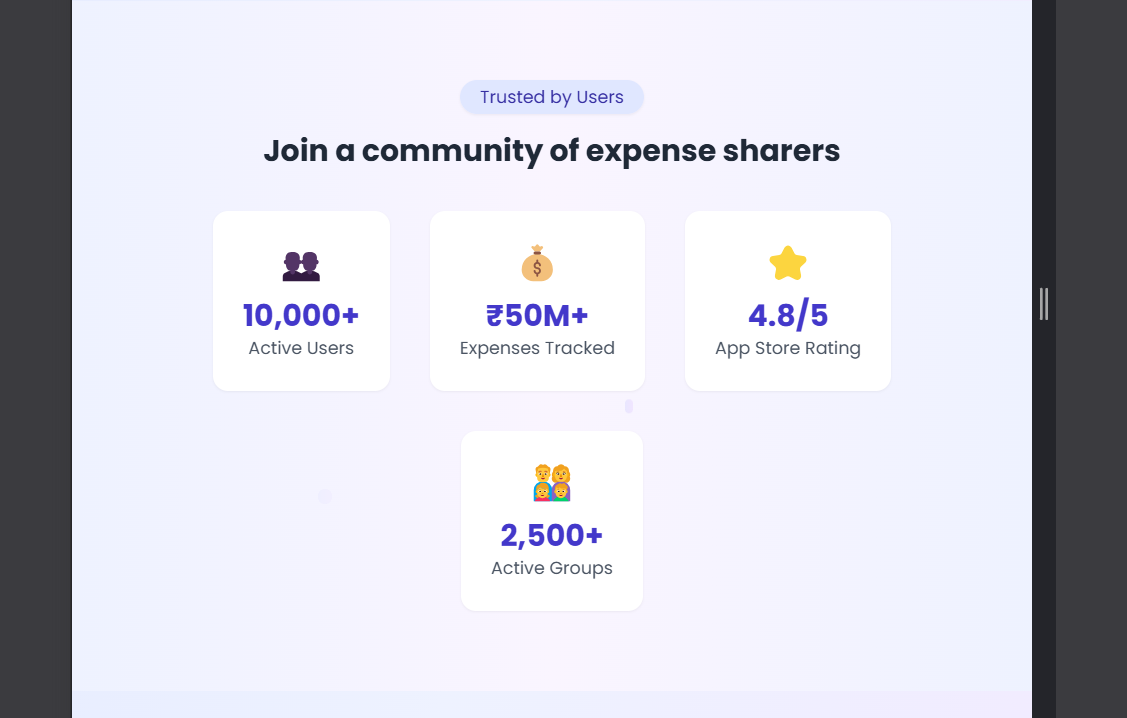 Trusted by Users
Join a community of expense sharers
10,000+
Active Users
₹50M+
Expenses Tracked
4.8/5
App Store Rating
2,500+
Active Groups